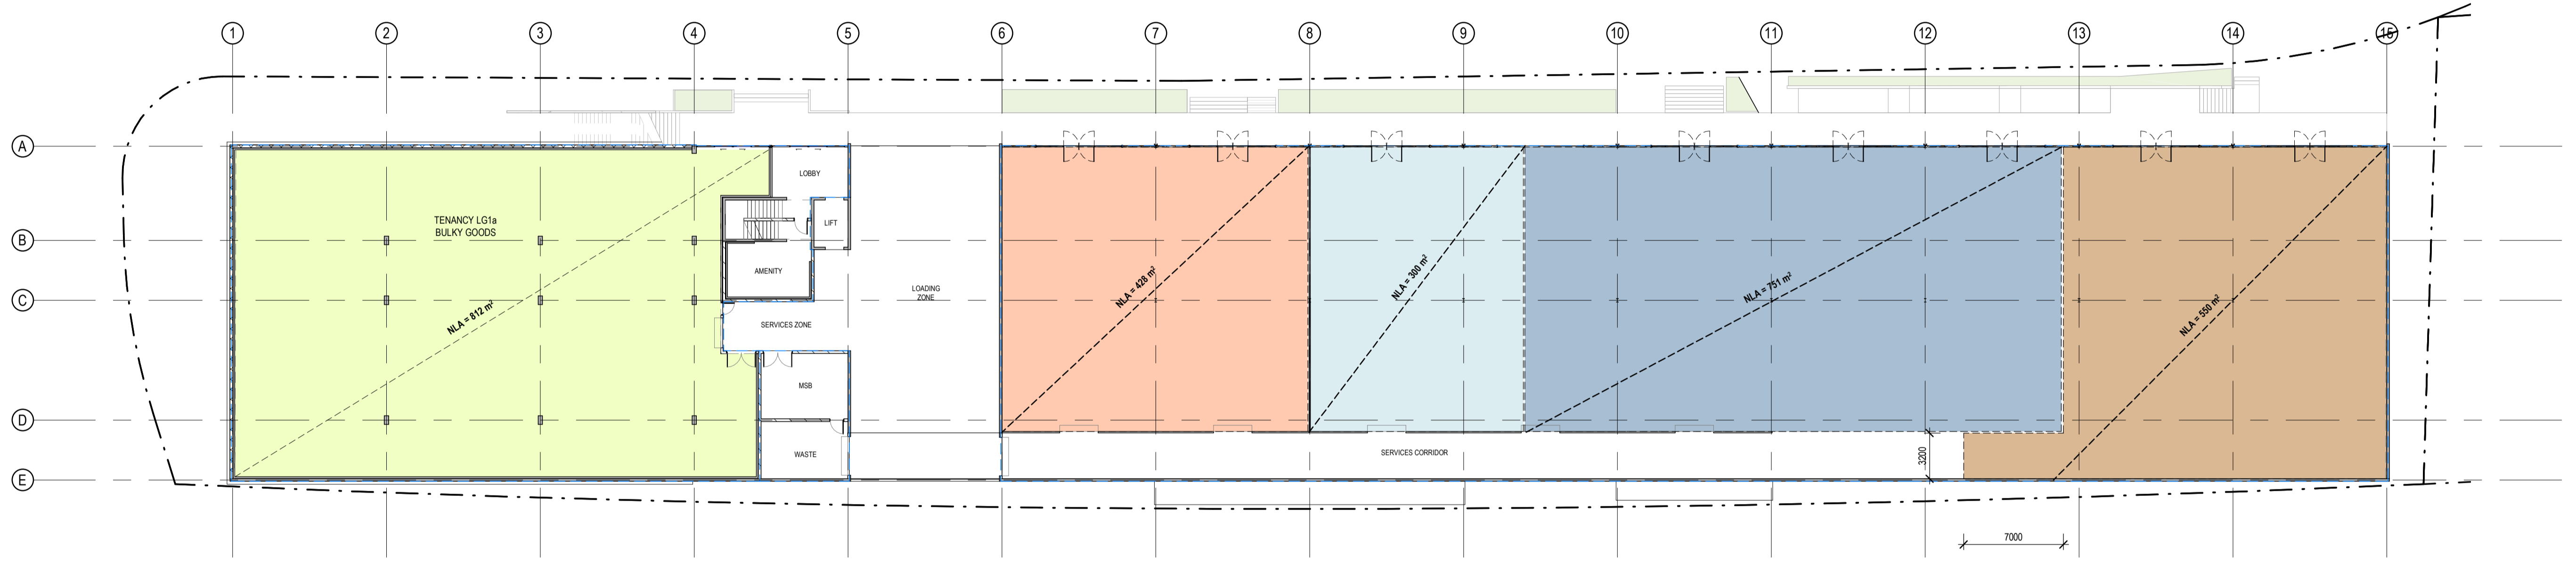 1 2 3 4 5 6 7 8 9 10 11 12 13 14 15
A
LOBBY
TENANCY LG1a
BULKY GOODS
B
LIFT
AMENITY
C
LOADING
ZONE
NLA = 812 m²
NLA = 428 m²
NLA = 300 m²
NLA = 751 m²
NLA = 550 m²
SERVICES ZONE
MSB
D
WASTE
SERVICES CORRIDOR
3200
E
7000